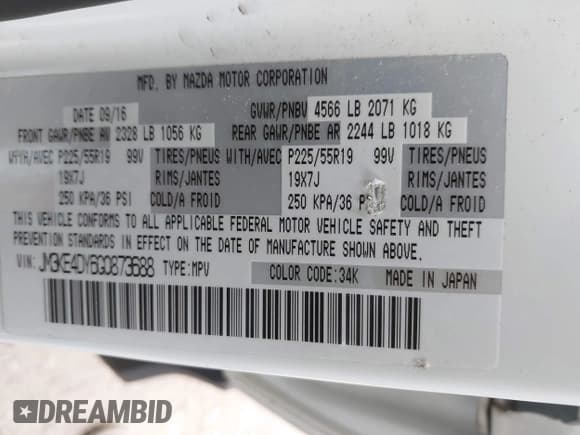 MFD. BY MAZDA MOTOR CORPORATION
DATE 09/16 GVWR/PNBV 4566 LB 2071 KG
FRONT GAWR/PNBE AV 2328 LB 1056 KG REAR GAWR/PNBE AR 2244 LB 1018 KG
WITH/AVEC P225/55R19 99V TIRES/PNEUS WITH/AVEC P225/55R19 99V TIRES/PNEUS
19X7J RIMS/JANTES 19X7J RIMS/JANTES
250 KPA/36 PSI COLD/A FROID 250 KPA/36 COLD/A FROID
THIS VEHICLE CONFORMS TO ALL APPLICABLE FEDERAL MOTOR VEHICLE SAFETY AND THEFT
PREVENTION STANDARDS IN EFFECT ON THE DATE OF MANUFACTURE SHOWN ABOVE.
VIN: JM3KE4DY6G0873688 TYPE:MPV COLOR CODE:34K MADE IN JAPAN
DREAMBID